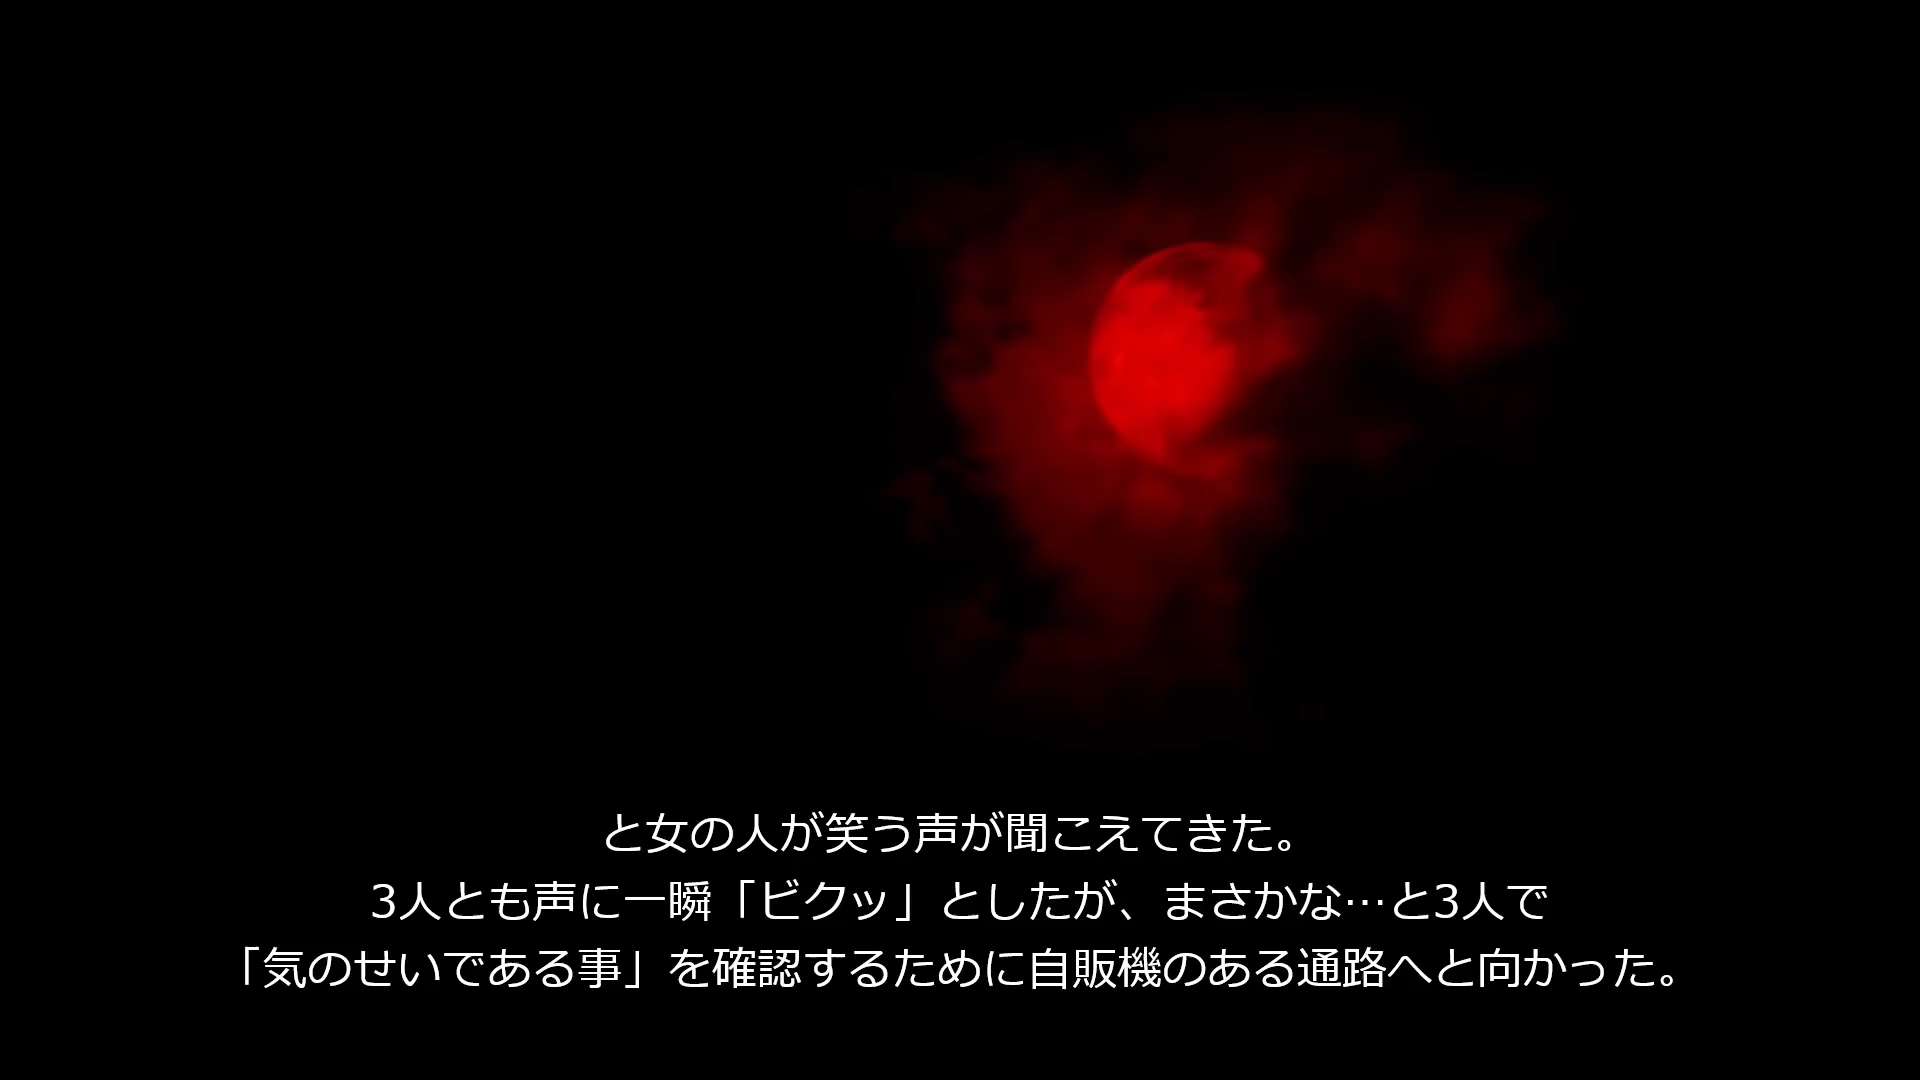 と女の人が笑う声が聞こえてきた。
3人とも声に一瞬「ビクッ」としたが、まさかな…と3人で
「気のせいである事」を確認するために自販機のある通路へと向かった。